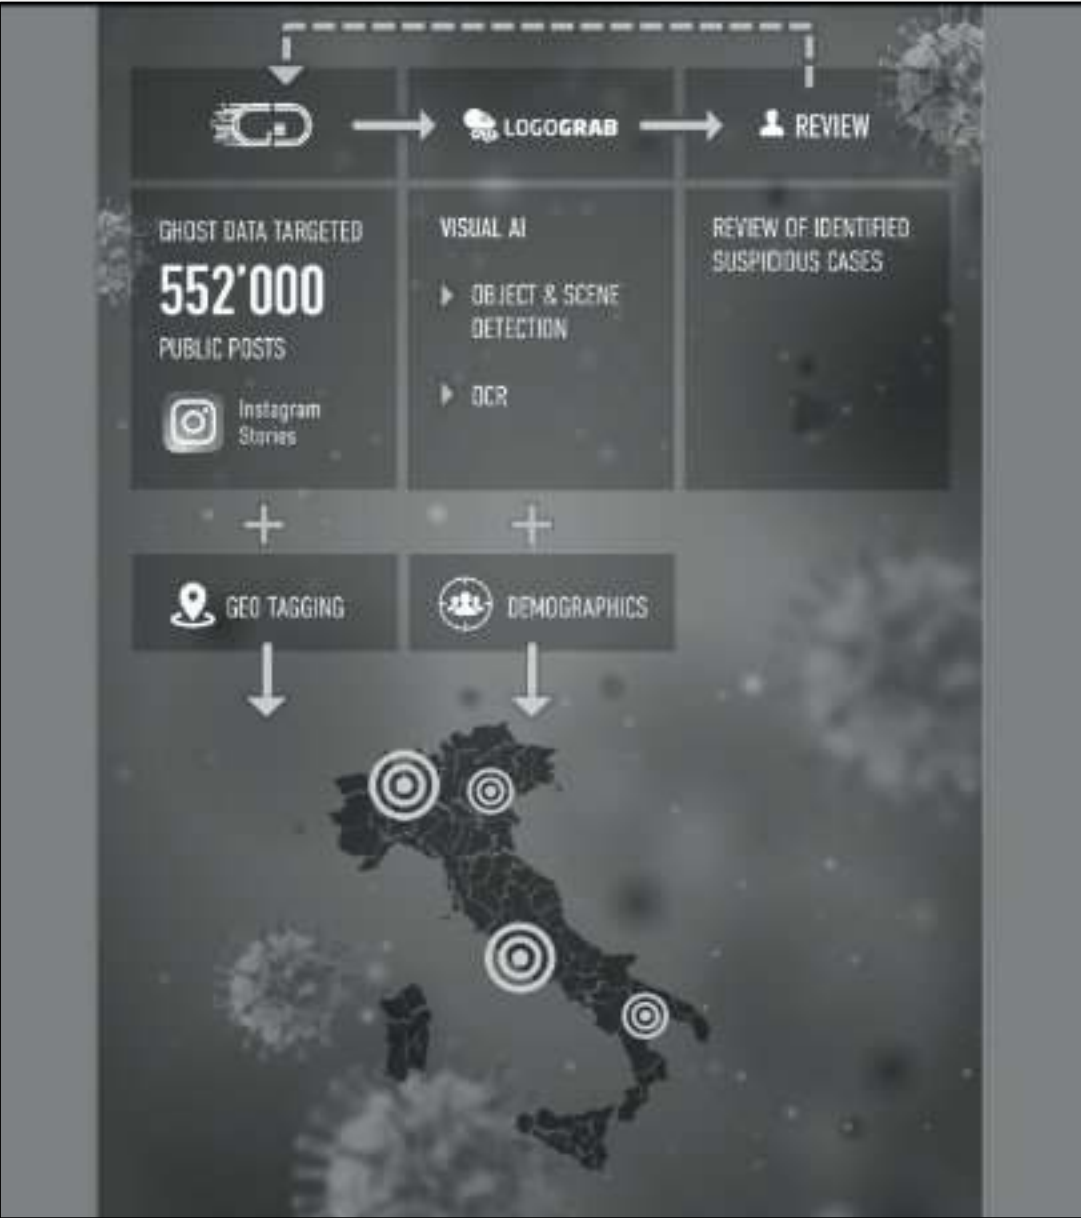 LOGOGRAB
REVIEW
GHOST DATA TARGETED
552'000
PUBLIC POSTS
Instagram
Stories
VISUAL AI
OBJECT & SCENE
DETECTION
OCR
REVIEW OF IDENTIFIED
SUSPICIOUS CASES
GEO TAGGING
DEMOGRAPHICS